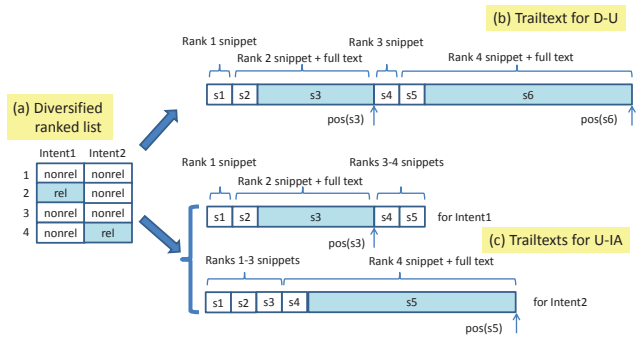 (b) Trailtext for D-U
Rank 1 snippet
Rank 2 snippet + full text
Rank 3 snippet
Rank 4 snippet + full text
s1 s2 s3 s4 s5 s6
pos(s3)
pos(s6)
(a) Diversified
ranked list
Intent1 Intent2
1 nonrel nonrel
2 rel nonrel
3 nonrel nonrel
4 nonrel rel
Rank 1 snippet
Rank 2 snippet + full text
Ranks 3-4 snippets
s1 s2 s3 s4 s5
for Intent1
pos(s3)
(c) Trailtexts for U-IA
Ranks 1-3 snippets
Rank 4 snippet + full text
s1 s2 s3 s4 s5
for Intent2
pos(s5)